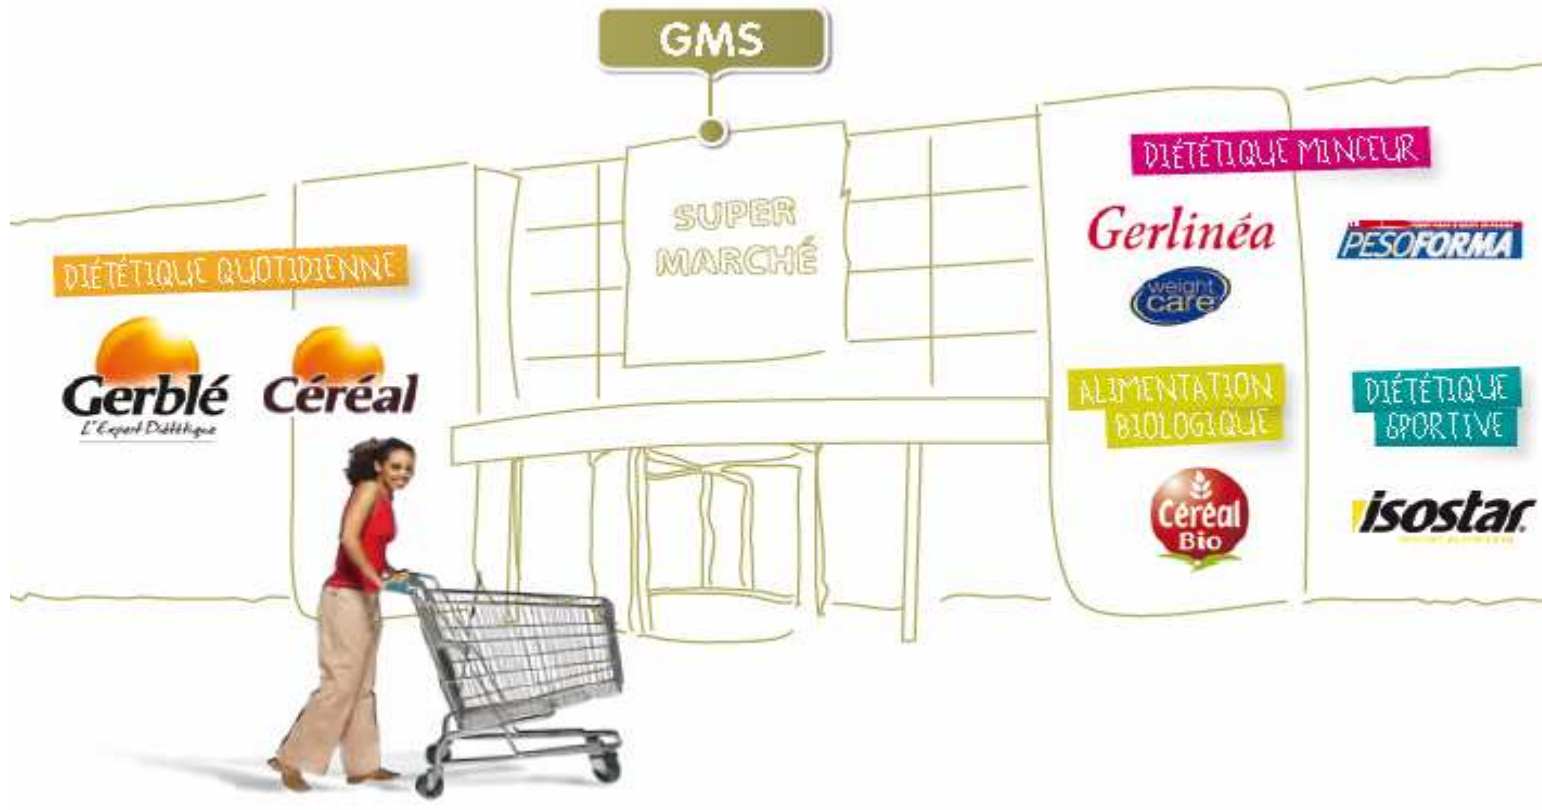 GMS
SUPER
MARCHÉ
DIÉTÉTIQUE QUOTIDIENNE
Gerblé
L'Expert Diététique
Céréal
DIÉTÉTIQUE MINCEUR
Gerlinéa
weight
care
PESOFORMA
ALIMENTATION
BIOLOGIQUE
Céréal
Bio
DIÉTÉTIQUE
SPORTIVE
isostar